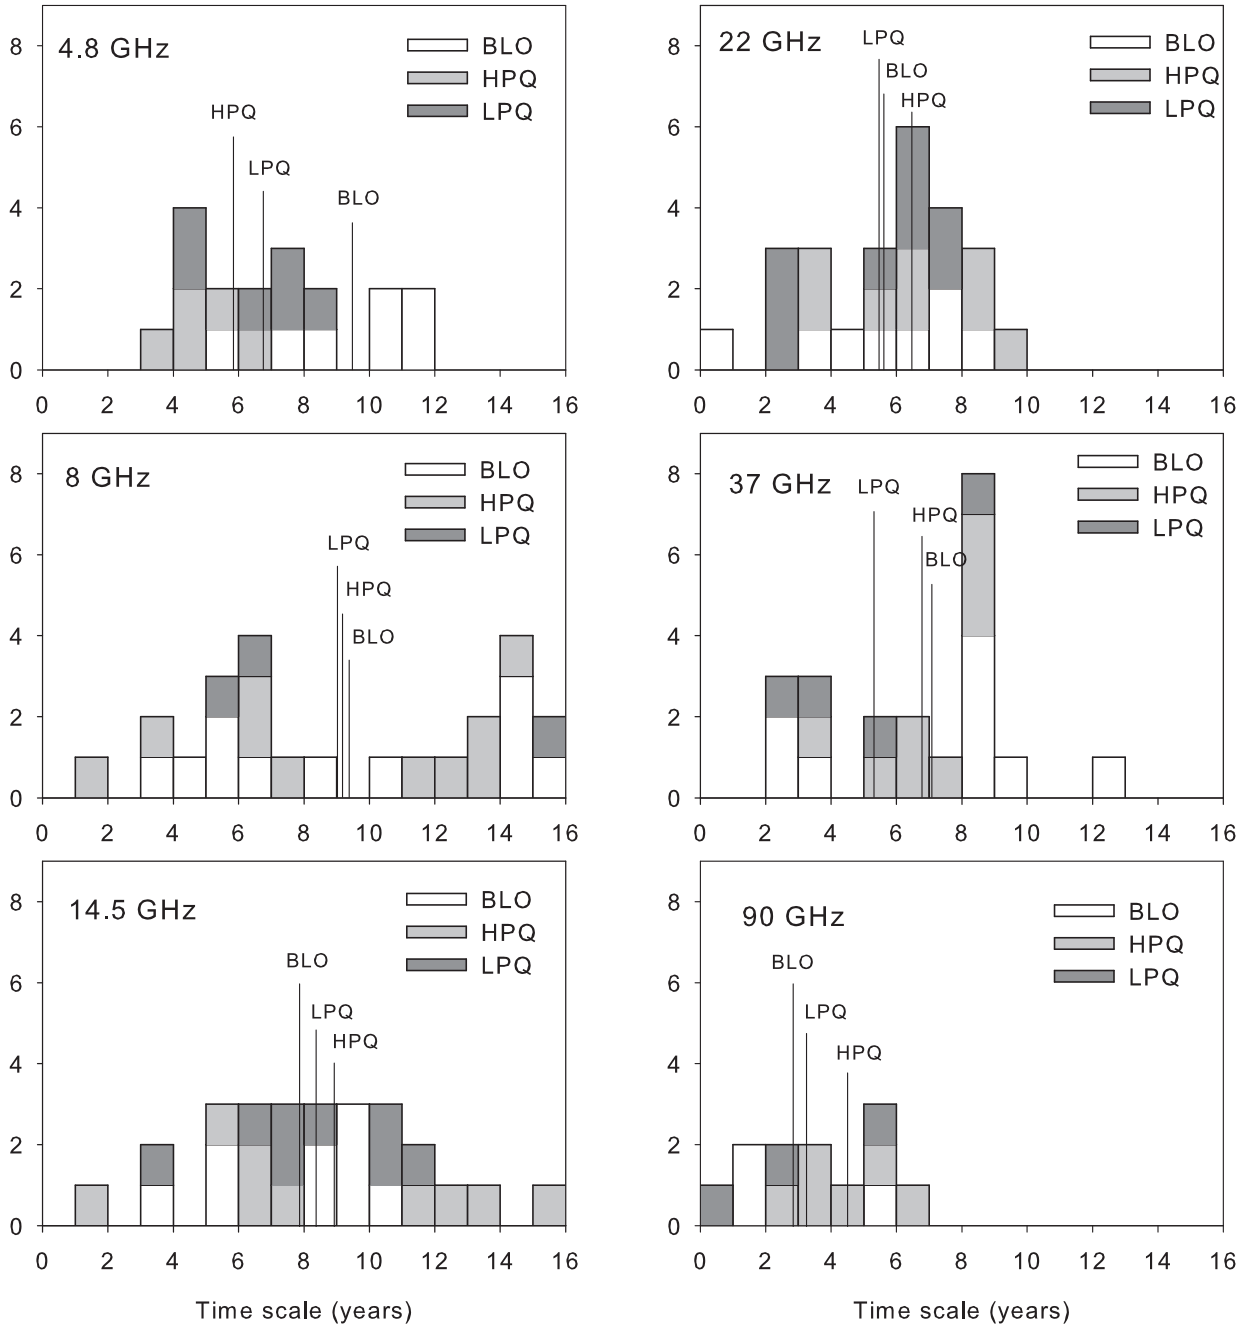 4.8 GHz
BLO
HPQ
LPQ
HPQ
LPQ
BLO
8
6
4
2
0
0 2 4 6 8 10 12 14 16
22 GHz
LPQ
BLO
HPQ
BLO
HPQ
LPQ
8
6
4
2
0
0 2 4 6 8 10 12 14 16
8 GHz
BLO
HPQ
LPQ
LPQ
HPQ
BLO
8
6
4
2
0
0 2 4 6 8 10 12 14 16
37 GHz
LPQ
HPQ
BLO
BLO
HPQ
LPQ
8
6
4
2
0
0 2 4 6 8 10 12 14 16
14.5 GHz
BLO
HPQ
LPQ
BLO
LPQ
HPQ
8
6
4
2
0
0 2 4 6 8 10 12 14 16
Time scale (years)
90 GHz
BLO
HPQ
LPQ
BLO
LPQ
HPQ
8
6
4
2
0
0 2 4 6 8 10 12 14 16
Time scale (years)